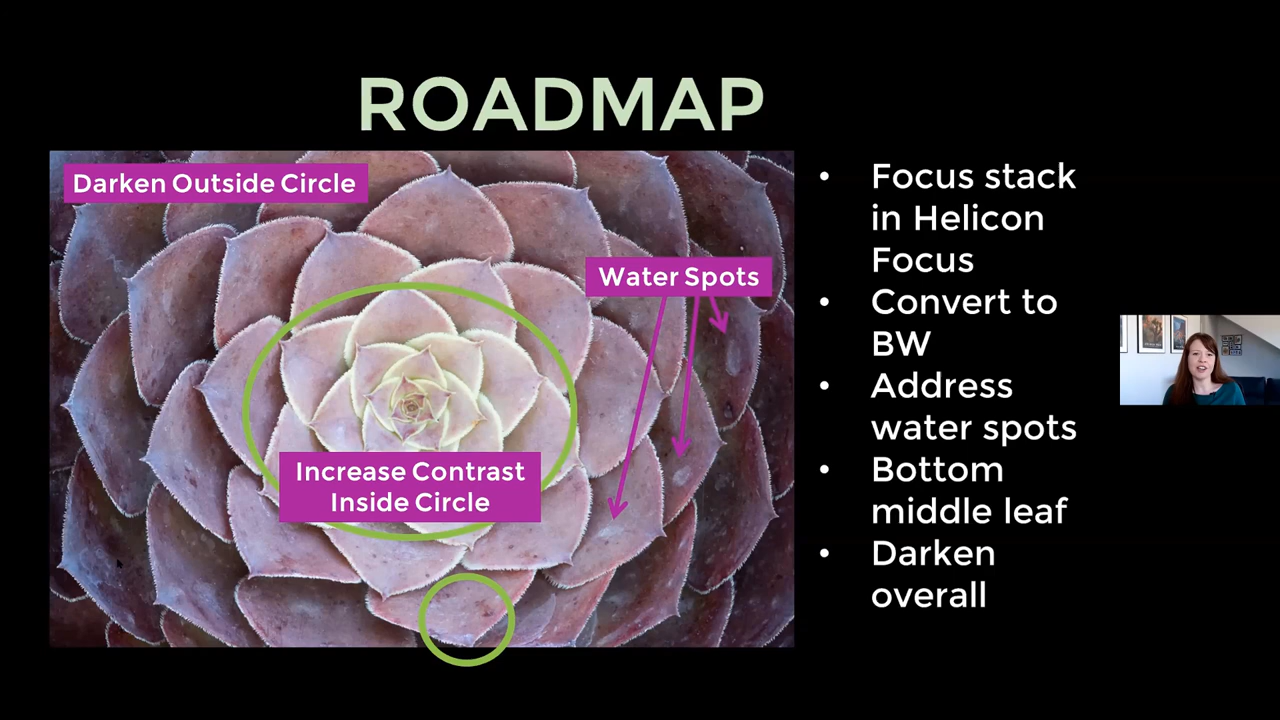 ROADMAP
Darken Outside Circle
Water Spots
Increase Contrast
Inside Circle
• Focus stack
in Helicon
Focus
• Convert to
BW
• Address
water spots
• Bottom
middle leaf
• Darken
overall